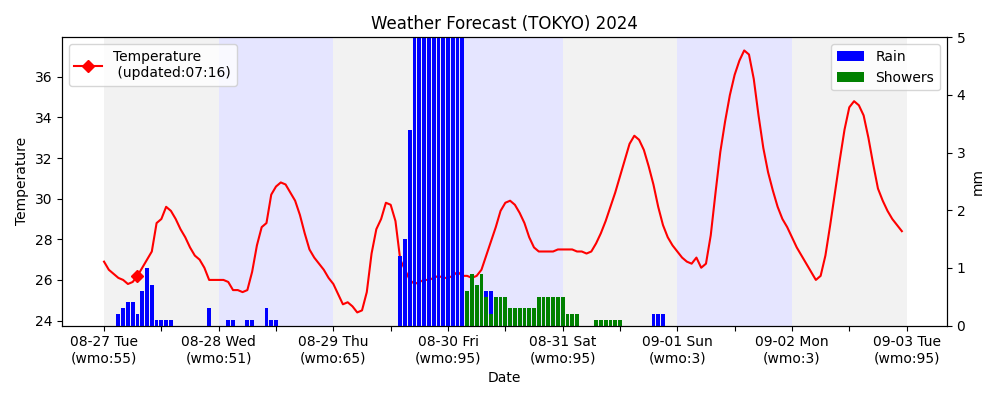 Weather Forecast (TOKYO) 2024
Temperature
(updated:07:16)
Rain
Showers
36
34
32
30
28
26
24
Temperature
5
4
3
2
1
0
mm
08-27 Tue
(wmo:55)
08-28 Wed
(wmo:51)
08-29 Thu
(wmo:65)
08-30 Fri
(wmo:95)
08-31 Sat
(wmo:95)
09-01 Sun
(wmo:3)
09-02 Mon
(wmo:3)
09-03 Tue
(wmo:95)
Date